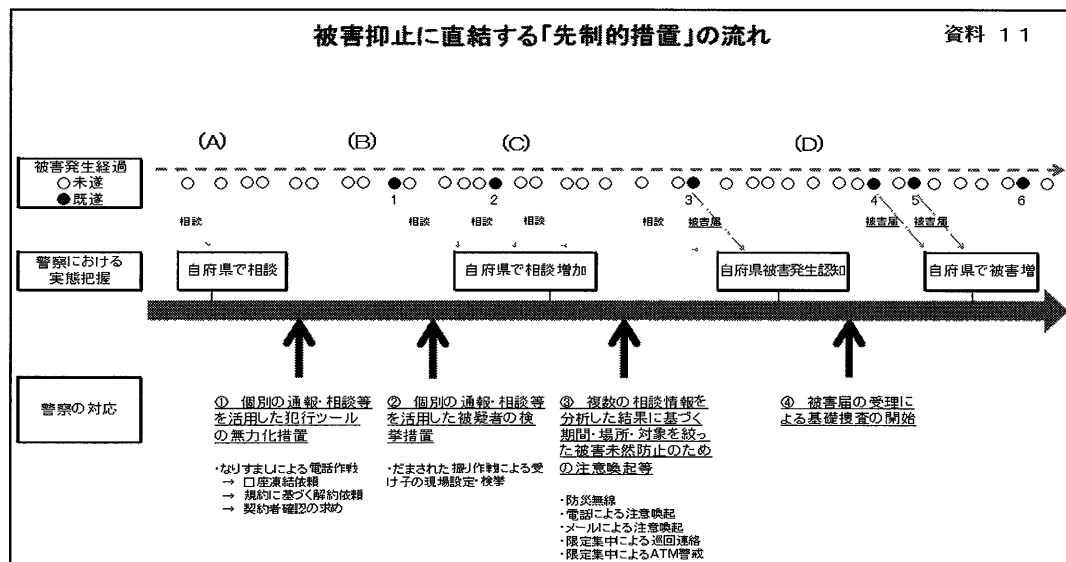 被害抑止に直結する「先制的措置」の流れ
資料 11
(A)
(B)
(C)
(D)
被害発生経過
○未遂
●既遂
1
2
3
4
5
6
相談
相談
相談
相談
相談
被害届
被害届
被害届
警察における
実態把握
自府県で相談
自府県で相談増加
自府県被害発生認知
自府県で被害増
警察の対応
① 個別の通報・相談等
を活用した犯行ツール
の無力化措置
・なりすましによる電話作戦
→ 口座凍結依頼
→ 規約に基づく解約依頼
→ 契約者確認の求め
② 個別の通報・相談等
を活用した被疑者の検
挙措置
・だまされた振り作戦による受
け子の現場設定・検挙
③ 複数の相談情報を
分析した結果に基づく
期間・場所・対象を絞っ
た被害未然防止のため
の注意喚起等
・防災無線
・電話による注意喚起
・メールによる注意喚起
・限定集中による巡回連絡
・限定集中によるATM警戒
④ 被害届の受理に
よる基礎捜査の開始